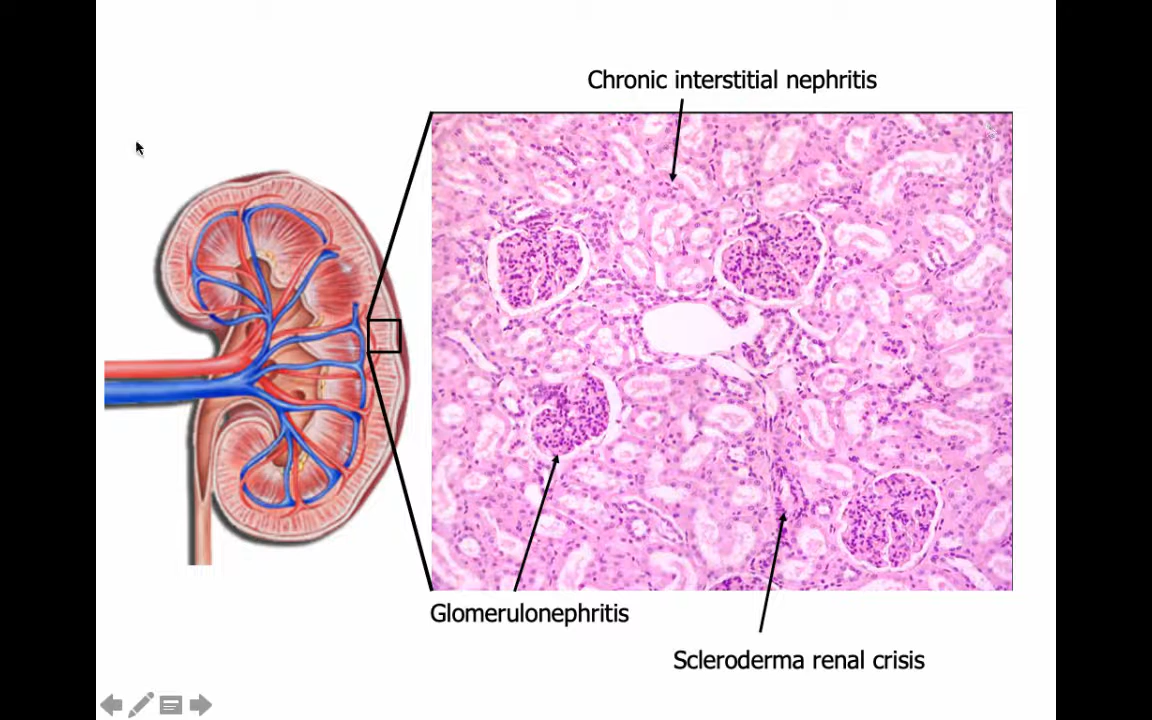 Chronic interstitial nephritis
Glomerulonephritis
Scleroderma renal crisis